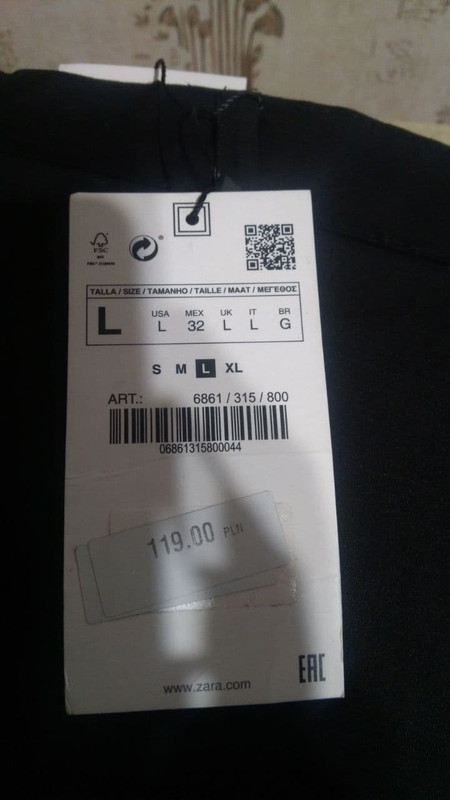 FSC
TALLA / SIZE / TAMANHO / TAILLE / MAAT / ΜΕΓΕΘΟΣ
L
USA MEX UK IT BR
L 32 L L G
S M L XL
ART.: 6861 / 315 / 800
06861315800044
119.00 PLN
EAC
www.zara.com